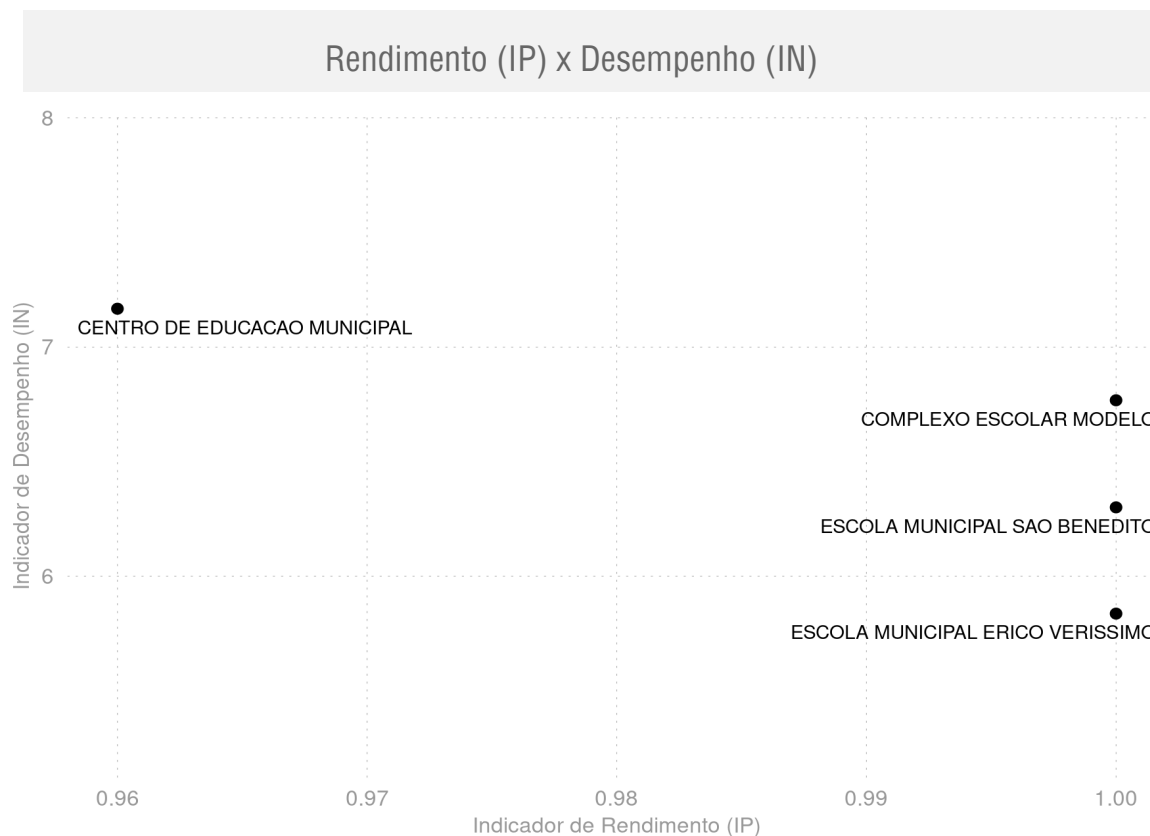 Rendimento (IP) x Desempenho (IN)
8
7
6
Indicador de Desempenho (IN)
CENTRO DE EDUCACAO MUNICIPAL
COMPLEXO ESCOLAR MODELO
ESCOLA MUNICIPAL SAO BENEDITO
ESCOLA MUNICIPAL ERICO VERISSIMO
0.96 0.97 0.98 0.99 1.00
Indicador de Rendimento (IP)